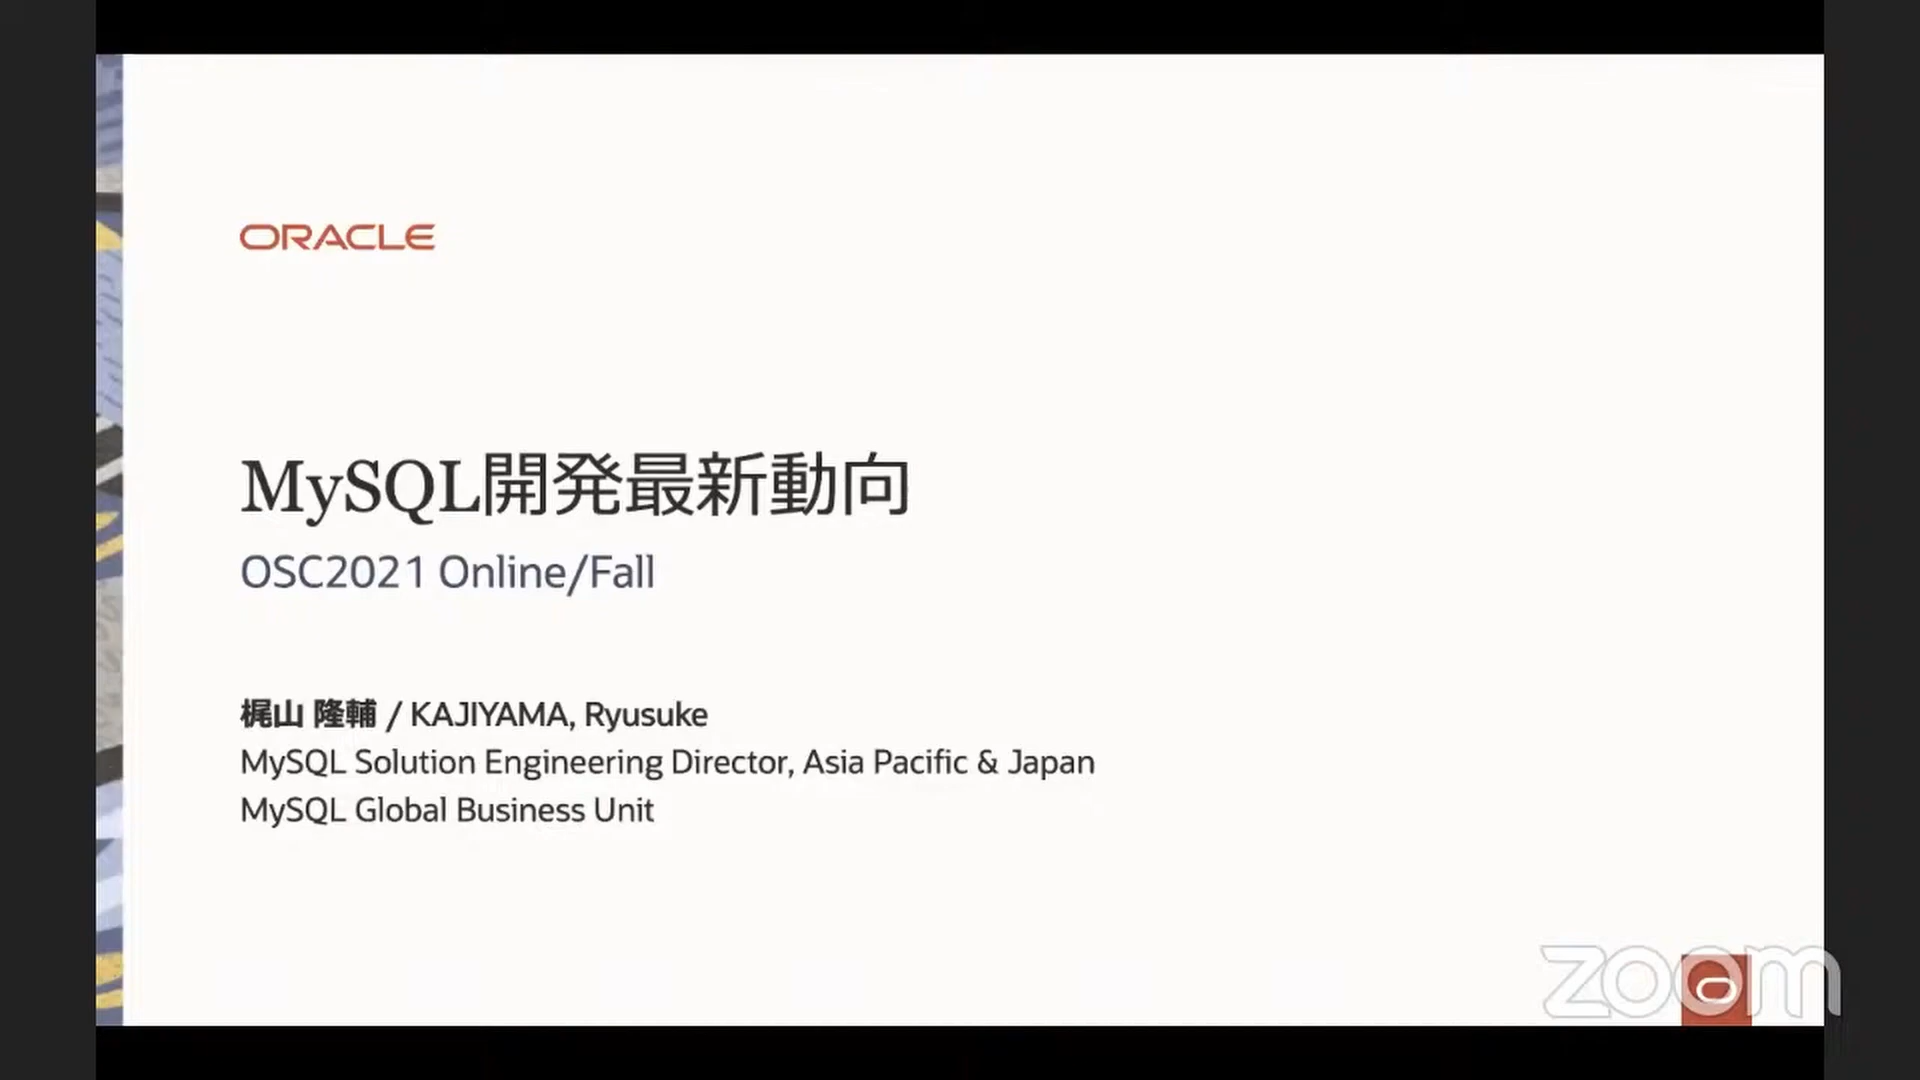 ORACLE
MySQL開発最新動向
OSC2021 Online/Fall
梶山 隆輔 / KAJIYAMA, Ryusuke
MySQL Solution Engineering Director, Asia Pacific & Japan
MySQL Global Business Unit
zoom